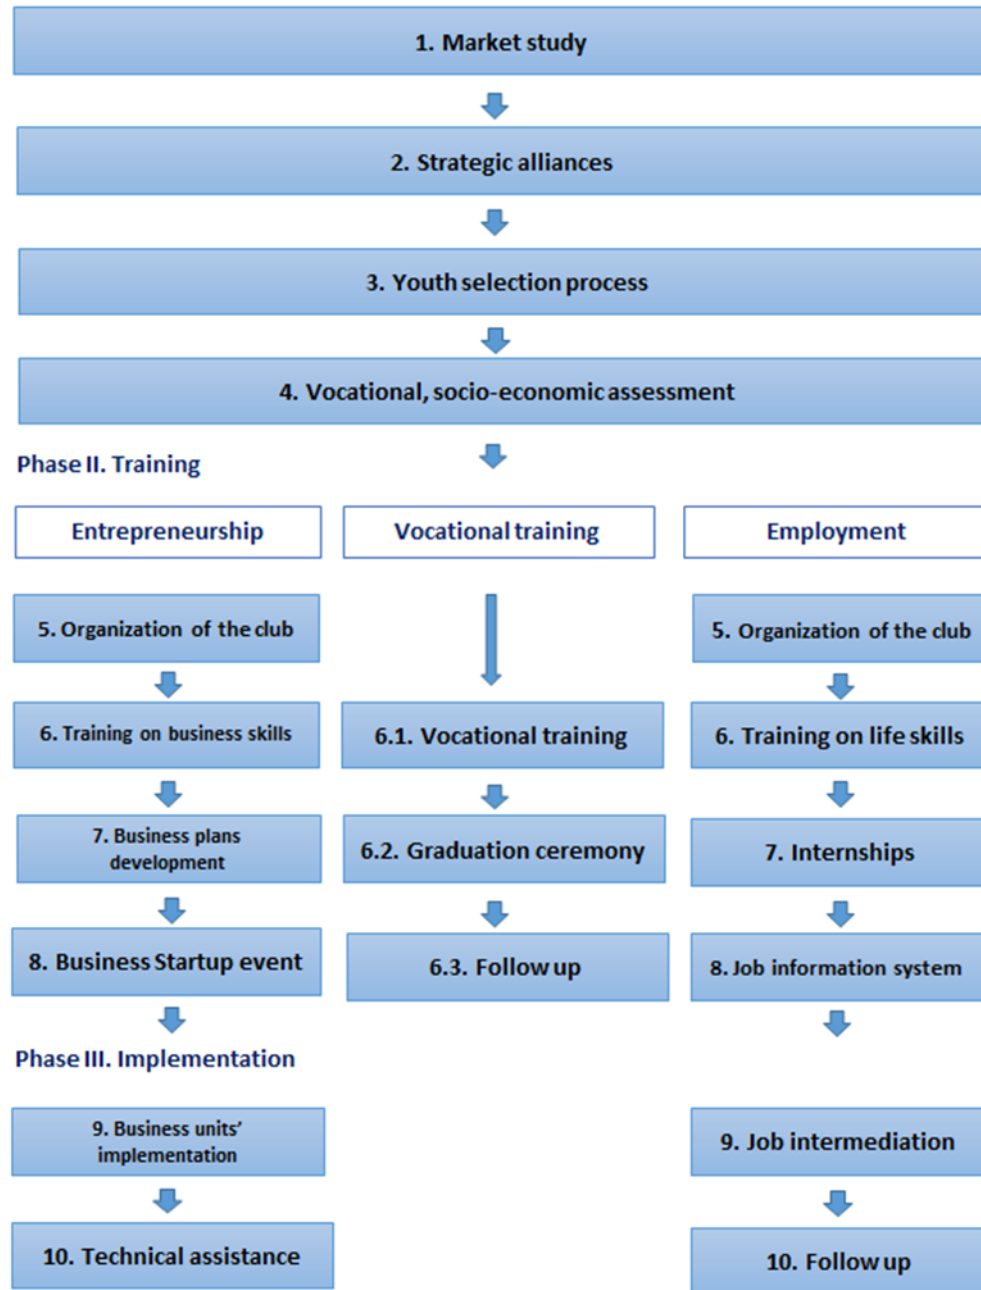 1. Market study
2. Strategic alliances
3. Youth selection process
4. Vocational, socio-economic assessment
Phase II. Training
Entrepreneurship
Vocational training
Employment
5. Organization of the club
5. Organization of the club
6. Training on business skills
6.1. Vocational training
6. Training on life skills
7. Business plans
development
6.2. Graduation ceremony
7. Internships
8. Business Startup event
6.3. Follow up
8. Job information system
Phase III. Implementation
9. Business units'
implementation
9. Job intermediation
10. Technical assistance
10. Follow up